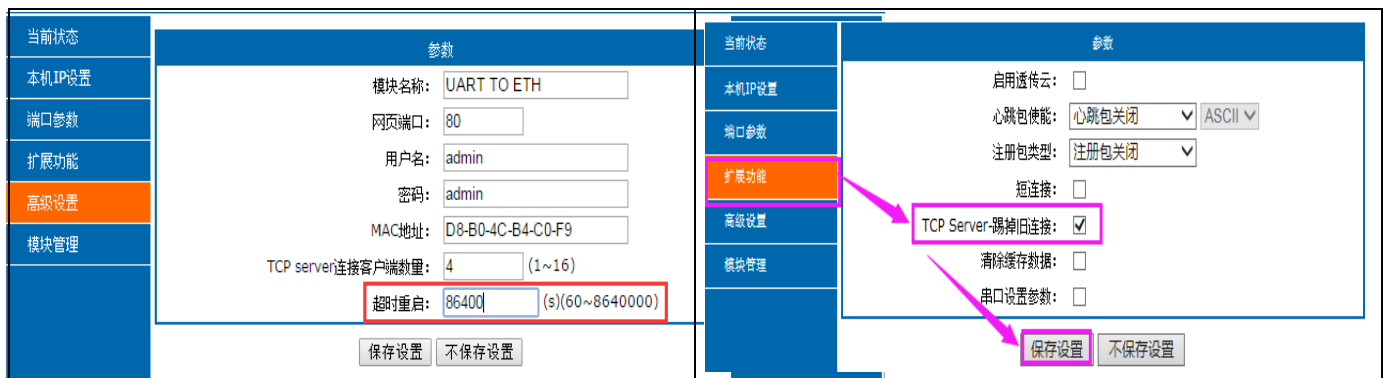 当前状态
本机IP设置
端口参数
扩展功能
高级设置
模块管理
参数
模块名称: UART TO ETH
网页端口: 80
用户名: admin
密码: admin
MAC地址: D8-B0-4C-B4-C0-F9
TCP server连接客户端数量: 4 (1~16)
超时重启: 86400 (s)(60~8640000)
保存设置 不保存设置
当前状态
本机IP设置
端口参数
扩展功能
高级设置
模块管理
参数
启用透传云:
心跳包使能: 心跳包关闭 ASCII
注册包类型: 注册包关闭
短连接:
TCP Server-踢掉旧连接:
清除缓存数据:
串口设置参数:
保存设置 不保存设置